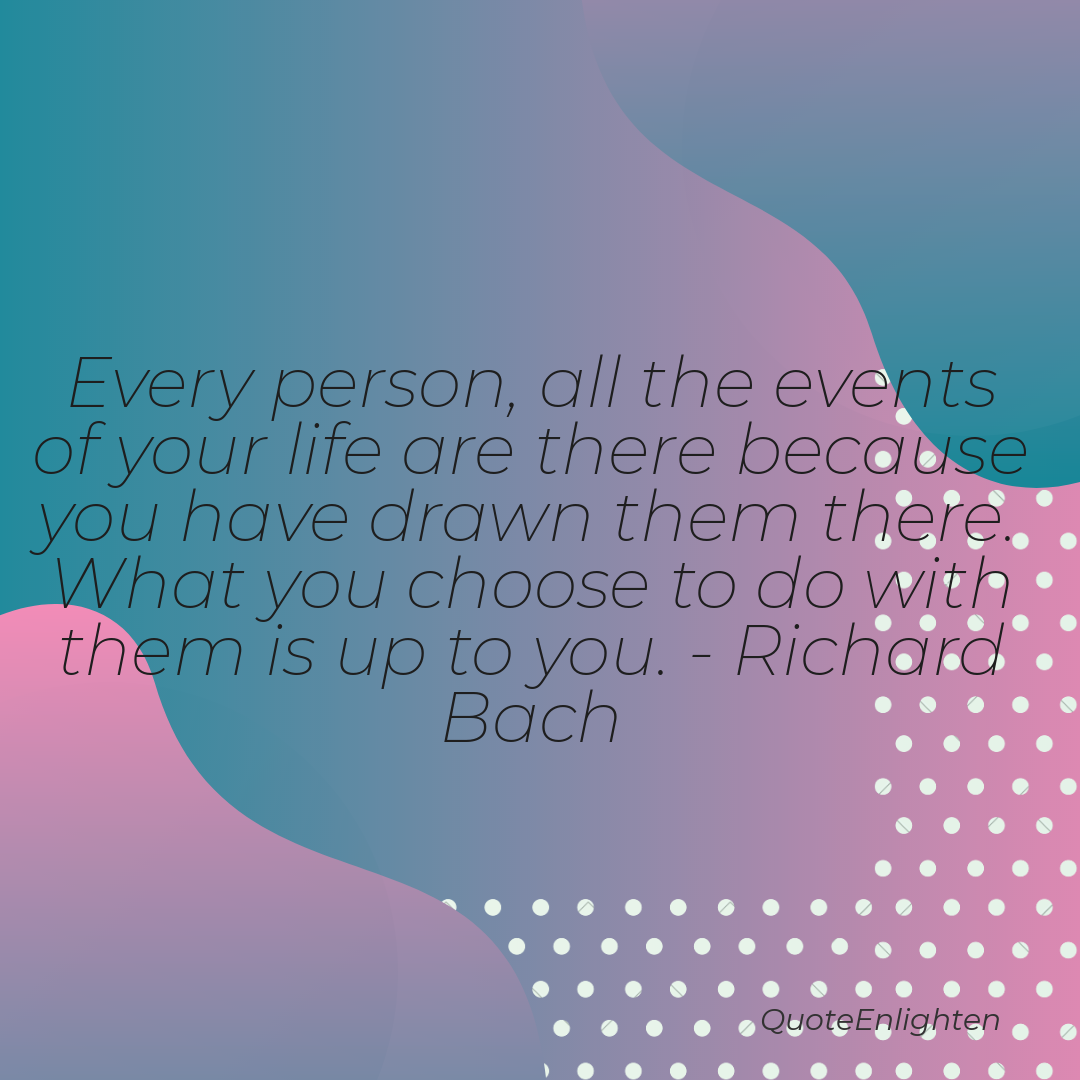 Every person, all the events
of your life are there because
you have drawn them there.
What you choose to do with
them is up to you. - Richard
Bach
QuoteEnlighten